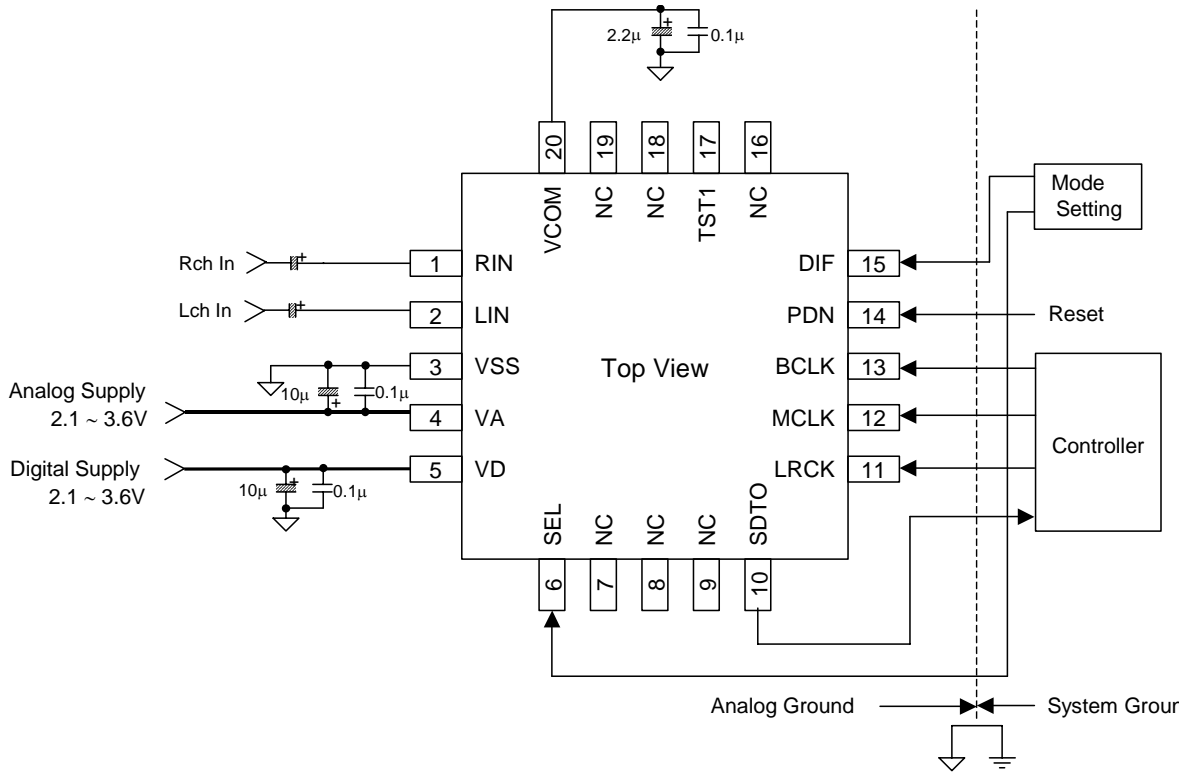 2.2μ
+
0.1μ
20
19
18
17
16
VCOM
NC
NC
TST1
NC
Mode
Setting
Rch In
+
1
RIN
DIF
15
Lch In
+
2
LIN
PDN
14
Reset
3
VSS
Top View
BCLK
13
10μ
+
0.1μ
Analog Supply
2.1 ~ 3.6V
4
VA
MCLK
12
Controller
Digital Supply
2.1 ~ 3.6V
5
VD
LRCK
11
10μ
+
0.1μ
SEL
NC
NC
NC
SDTO
6
7
8
9
10
Analog Ground
System Groun